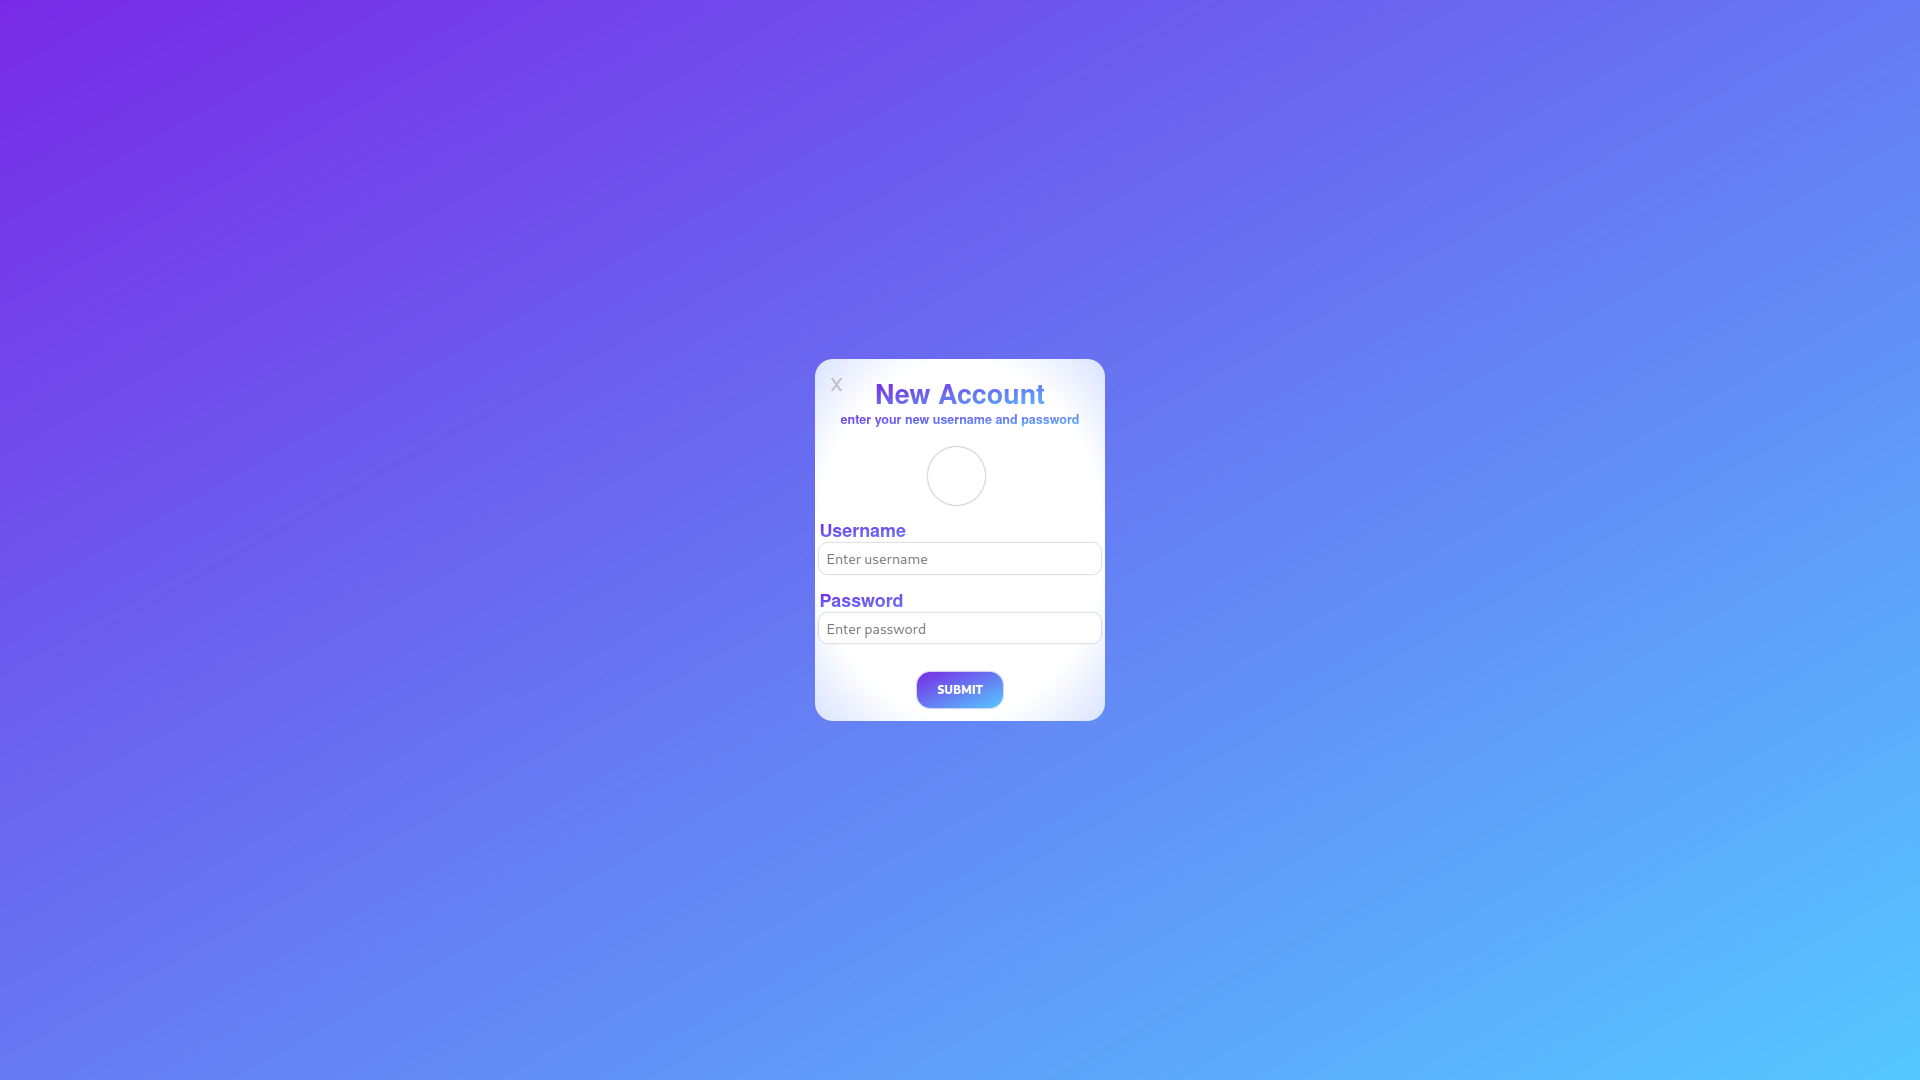 X
New Account
enter your new username and password
Username
Enter username
Password
Enter password
SUBMIT